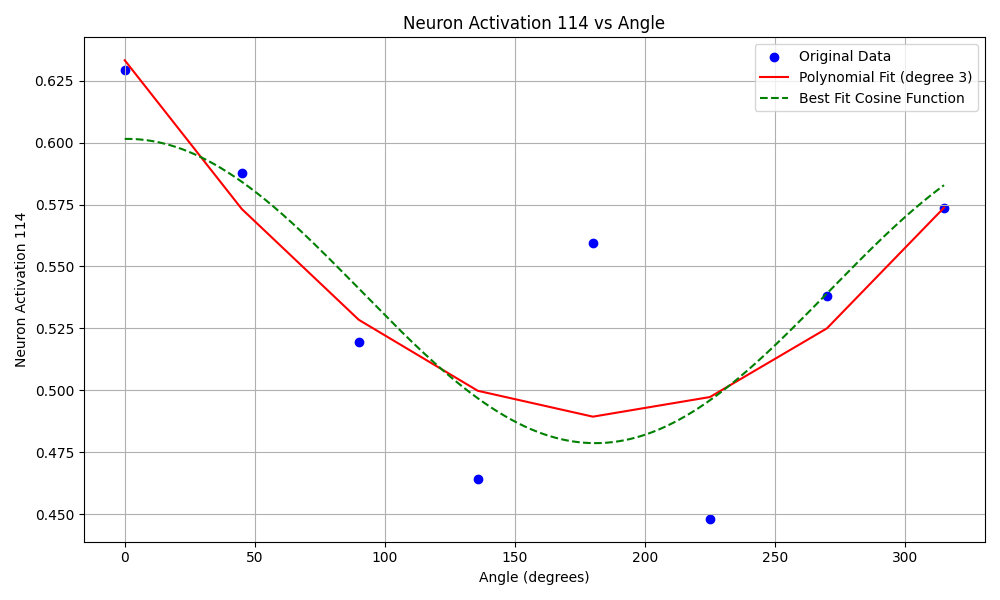 Neuron Activation 114 vs Angle
Original Data
Polynomial Fit (degree 3)
Best Fit Cosine Function
Neuron Activation 114
0.625
0.600
0.575
0.550
0.525
0.500
0.475
0.450
0
50
100
150
200
250
300
Angle (degrees)